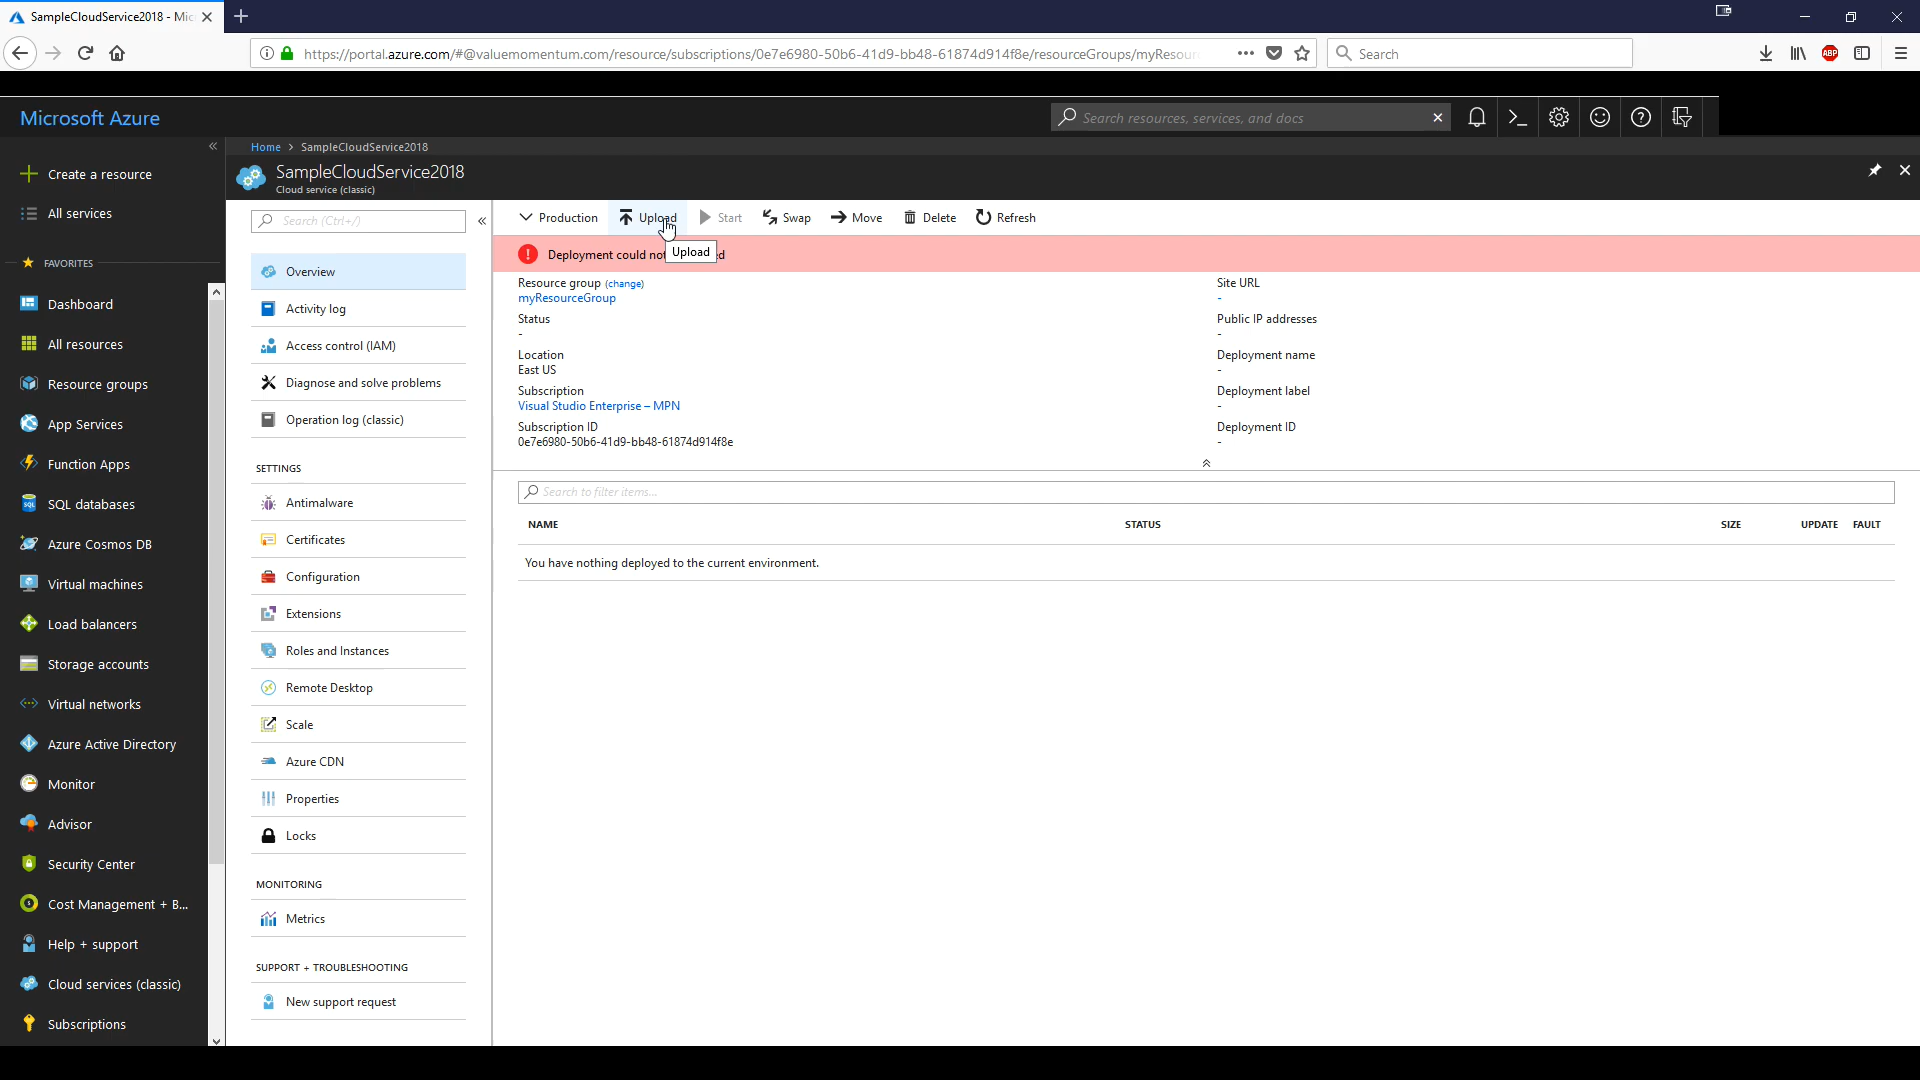 SampleCloudService2018 - Mic
https://portal.azure.com/#@valuemomentum.com/resource/subscriptions/0e7e6980-50b6-41d9-bb48-61874d914f8e/resourceGroups/myResour
Search
ABP
Microsoft Azure
Search resources, services, and docs
Home > SampleCloudService2018
SampleCloudService2018
Cloud service (classic)
Create a resource
All services
FAVORITES
Dashboard
All resources
Resource groups
App Services
Function Apps
SQL databases
Azure Cosmos DB
Virtual machines
Load balancers
Storage accounts
Virtual networks
Azure Active Directory
Monitor
Advisor
Security Center
Cost Management + B...
Help + support
Cloud services (classic)
Subscriptions
Search (Ctrl+/)
Overview
Activity log
Access control (IAM)
Diagnose and solve problems
Operation log (classic)
SETTINGS
Antimalware
Certificates
Configuration
Extensions
Roles and Instances
Remote Desktop
Scale
Azure CDN
Properties
Locks
MONITORING
Metrics
SUPPORT + TROUBLESHOOTING
New support request
Production Upload Start Swap Move Delete Refresh
Deployment could not
Upload
Resource group (change)
myResourceGroup
Status
-
Location
East US
Subscription
Visual Studio Enterprise – MPN
Subscription ID
0e7e6980-50b6-41d9-bb48-61874d914f8e
Site URL
-
Public IP addresses
-
Deployment name
-
Deployment label
-
Deployment ID
-
Search to filter items...
NAME STATUS SIZE UPDATE FAULT
You have nothing deployed to the current environment.